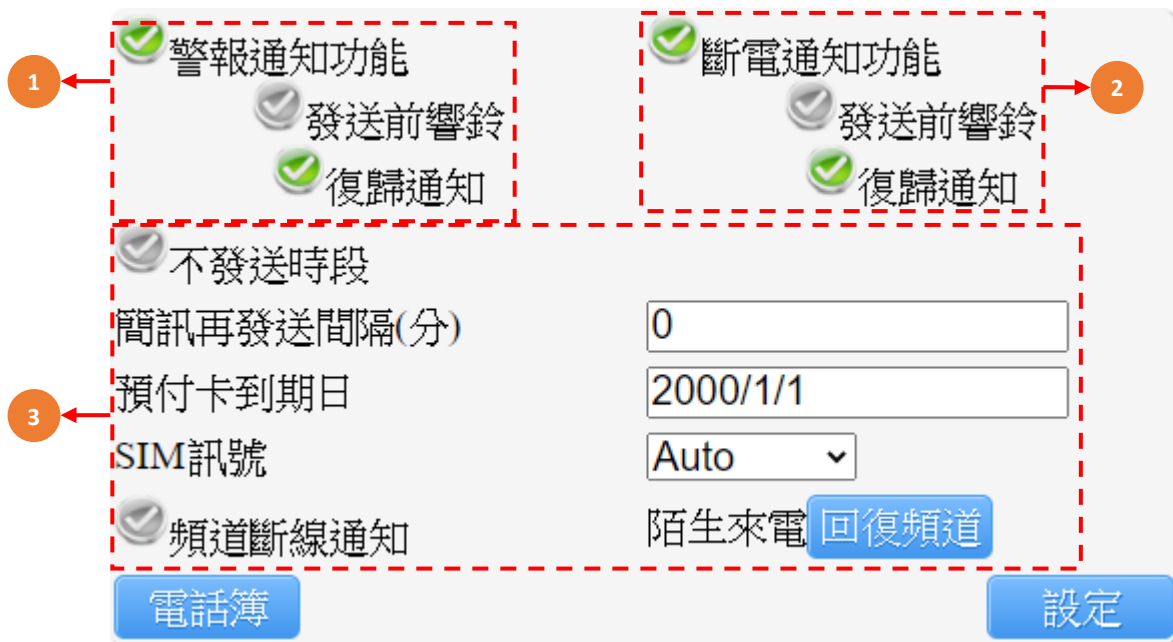 警報通知功能 斷電通知功能
1 2
發送前響鈴 發送前響鈴
復歸通知 復歸通知
不發送時段
簡訊再發送間隔(分) 0
預付卡到期日 2000/1/1
3
SIM訊號 Auto
頻道斷線通知 陌生來電 回復頻道
電話簿 設定